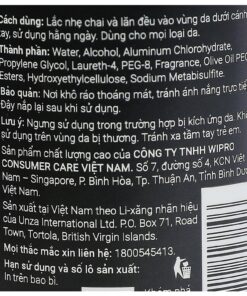 Cách dùng: Lắc nhẹ chai và lăn đều vào vùng da dưới cánh
tay, sử dụng hằng ngày. Dùng cho mọi loại da.
Thành phần: Water, Alcohol, Aluminum Chlorohydrate,
Propylene Glycol, Laureth-4, PEG-8, Fragrance, Olive Oil PEG
Esters, Hydroxyethylcellulose, Sodium Metabisulfite.
Bảo quản: Nơi khô ráo thoáng mát, tránh ánh nắng trực tiếp
Đậy nắp lại sau khi sử dụng.
Lưu ý: Ngưng sử dụng trong trường hợp bị kích ứng da. Không
sử dụng trên vùng da bị thương. Tránh xa tầm tay trẻ em.
Sản phẩm chất lượng cao của CÔNG TY TNHH WIPRO
CONSUMER CARE VIỆT NAM. Số 7, đường số 4, KCN Việt
Nam – Singapore, P. Bình Hòa, Tp. Thuận An, Tỉnh Bình Dương
Việt Nam.
Sản xuất tại Việt Nam theo Li-xăng nhãn hiệu
của Unza International Ltd. P.O. Box 71, Road
Town, Tortola, British Virgin Islands.
Mọi thắc mắc xin liên hệ: 1800545413.
Hạn sử dụng và số lô sản xuất:
In trên bao bì.
Khám phá